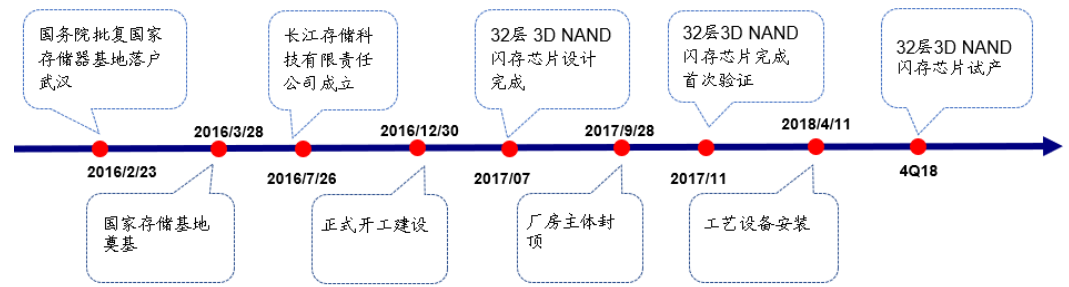 国务院批复国家
存储器基地落户
武汉
长江存储科
技有限责任
公司成立
32层 3D NAND
闪存芯片设计
完成
32层3D NAND
闪存芯片完成
首次验证
32层3D NAND
闪存芯片试产
2016/3/28
2016/12/30
2017/9/28
2018/4/11
2016/2/23
2016/7/26
2017/07
2017/11
4Q18
国家存储基地
奠基
正式开工建设
厂房主体封
顶
工艺设备安装